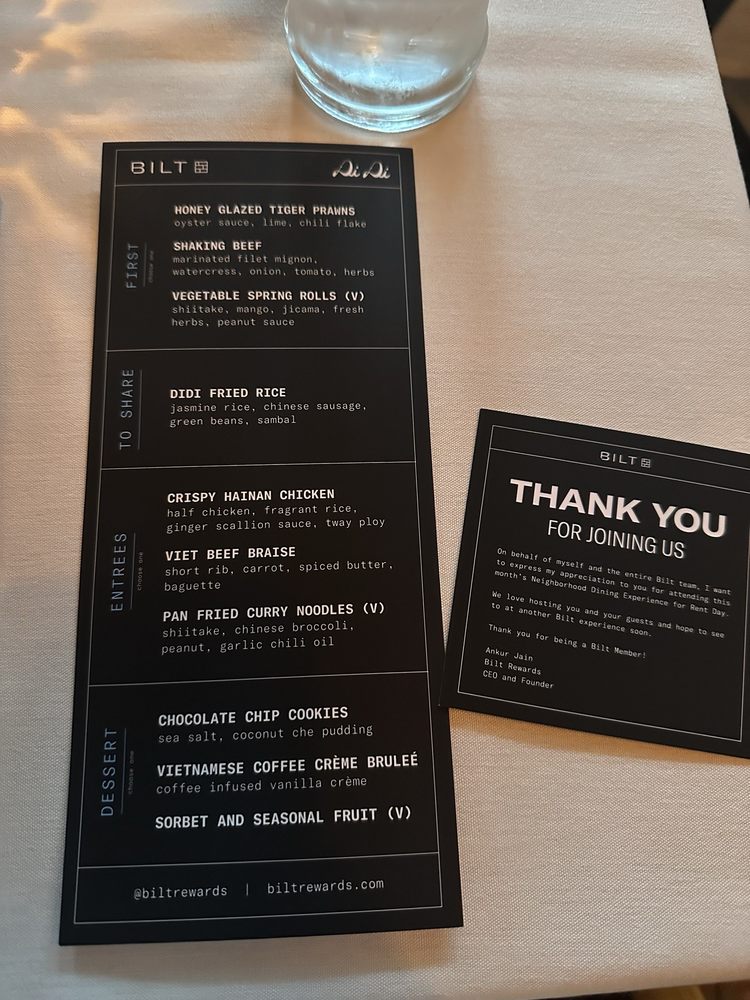 BILT
Di Di
FIRST
choose one
HONEY GLAZED TIGER PRAWNS
oyster sauce, lime, chili flake
SHAKING BEEF
marinated filet mignon,
watercress, onion, tomato, herbs
VEGETABLE SPRING ROLLS (V)
shiitake, mango, jicama, fresh
herbs, peanut sauce
TO SHARE
DIDI FRIED RICE
jasmine rice, chinese sausage,
green beans, sambal
ENTREES
choose one
CRISPY HAINAN CHICKEN
half chicken, fragrant rice,
ginger scallion sauce, tway ploy
VIET BEEF BRAISE
short rib, carrot, spiced butter,
baguette
PAN FRIED CURRY NOODLES (V)
shiitake, chinese broccoli,
peanut, garlic chili oil
DESSERT
choose one
CHOCOLATE CHIP COOKIES
sea salt, coconut che pudding
VIETNAMESE COFFEE CRÈME BRULEÉ
coffee infused vanilla crème
SORBET AND SEASONAL FRUIT (V)
@biltrewards | biltrewards.com
BILT
THANK YOU
FOR JOINING US
On behalf of myself and the entire Bilt team, I want
to express my appreciation to you for attending this
month's Neighborhood Dining Experience for Rent Day.
We love hosting you and your guests and hope to see
to at another Bilt experience soon.
Thank you for being a Bilt Member!
Ankur Jain
Bilt Rewards
CEO and Founder